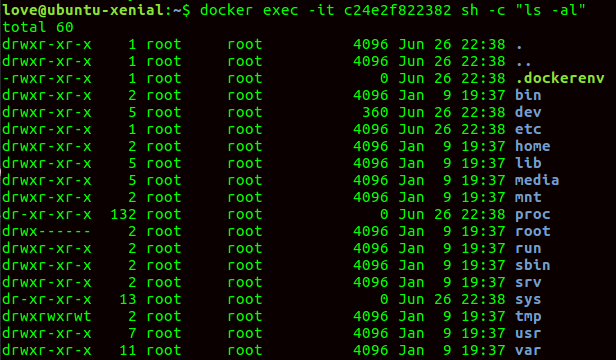 love@ubuntu-xenial:~$ docker exec -it c24e2f822382 sh -c "ls -al"
total 60
drwxr-xr-x    1 root     root          4096 Jun 26 22:38 .
drwxr-xr-x    1 root     root          4096 Jun 26 22:38 ..
-rwxr-xr-x    1 root     root             0 Jun 26 22:38 .dockerenv
drwxr-xr-x    2 root     root          4096 Jan  9 19:37 bin
drwxr-xr-x    5 root     root           360 Jun 26 22:38 dev
drwxr-xr-x    1 root     root          4096 Jun 26 22:38 etc
drwxr-xr-x    2 root     root          4096 Jan  9 19:37 home
drwxr-xr-x    5 root     root          4096 Jan  9 19:37 lib
drwxr-xr-x    5 root     root          4096 Jan  9 19:37 media
drwxr-xr-x    2 root     root          4096 Jan  9 19:37 mnt
dr-xr-xr-x  132 root     root             0 Jun 26 22:38 proc
drwx------    2 root     root          4096 Jan  9 19:37 root
drwxr-xr-x    2 root     root          4096 Jan  9 19:37 run
drwxr-xr-x    2 root     root          4096 Jan  9 19:37 sbin
drwxr-xr-x    2 root     root          4096 Jan  9 19:37 srv
dr-xr-xr-x   13 root     root             0 Jun 26 22:38 sys
drwxrwxrwt    2 root     root          4096 Jan  9 19:37 tmp
drwxr-xr-x    7 root     root          4096 Jan  9 19:37 usr
drwxr-xr-x   11 root     root          4096 Jan  9 19:37 var